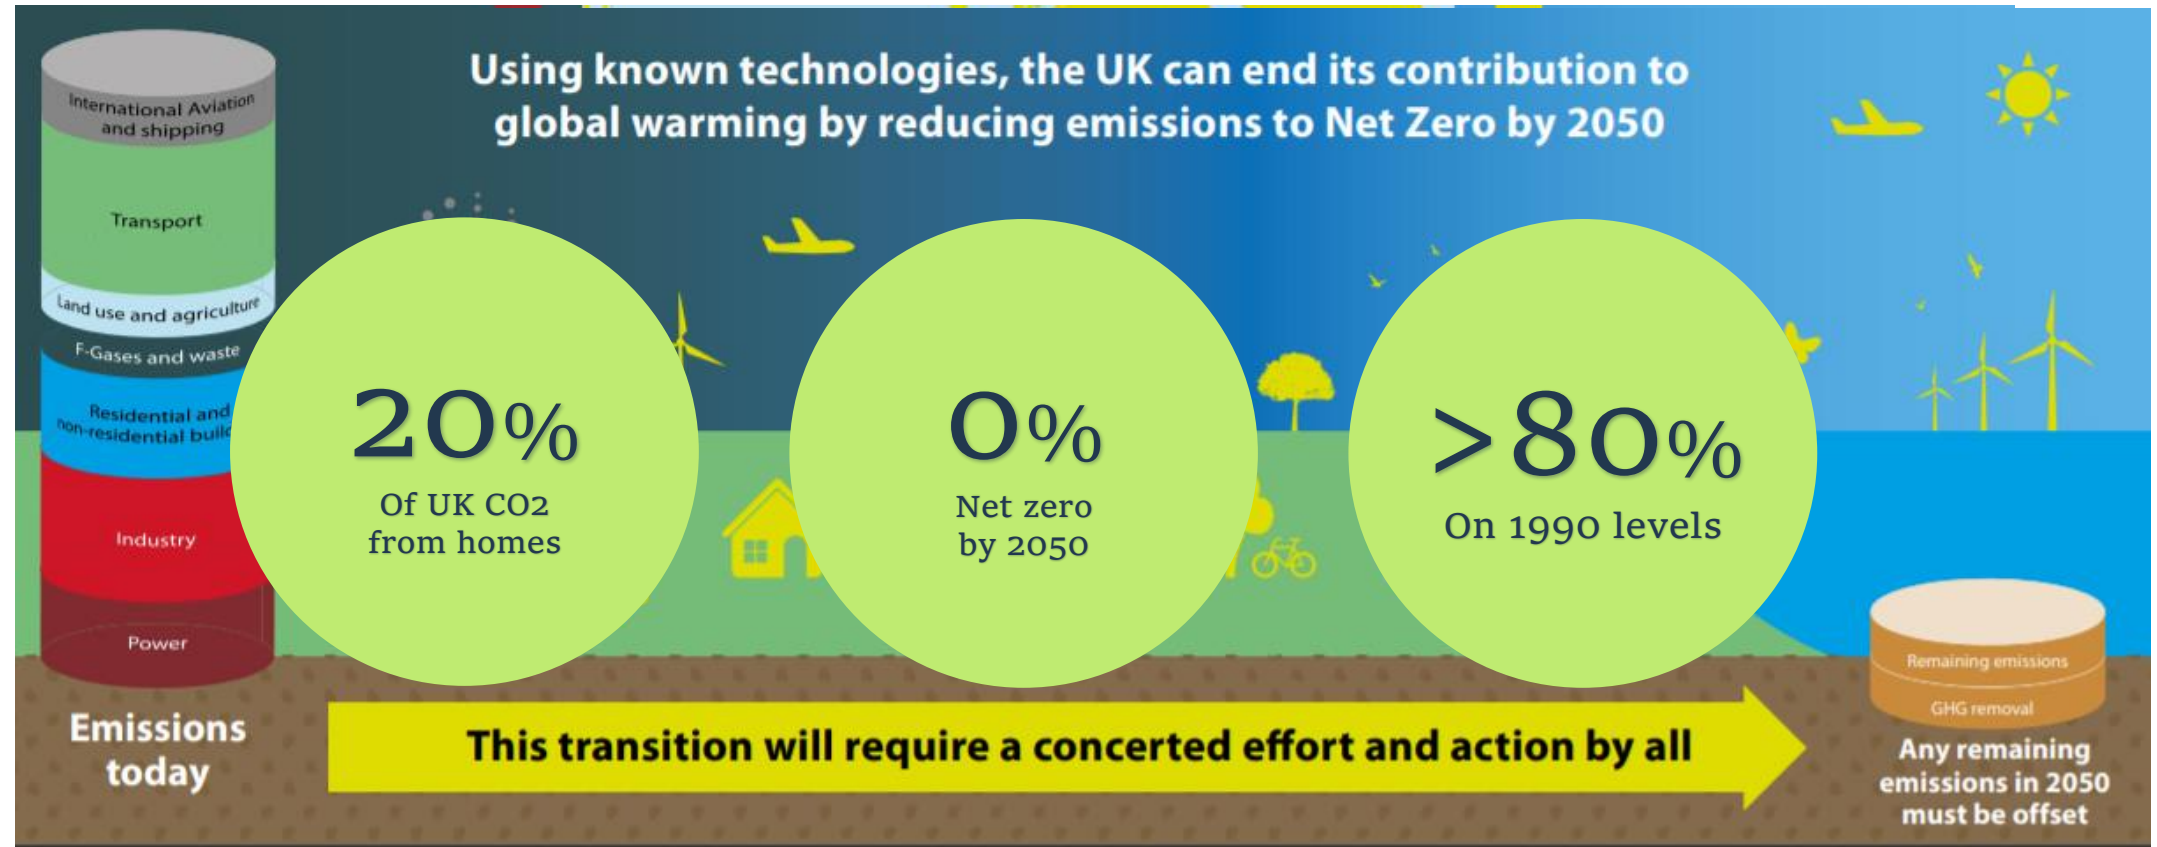 Using known technologies, the UK can end its contribution to
global warming by reducing emissions to Net Zero by 2050
International Aviation
and shipping
Transport
Land use and agriculture
F-Gases and waste
Residential and
non-residential
Industry
Power
Emissions
today
20%
Of UK CO2
from homes
0%
Net zero
by 2050
>80%
On 1990 levels
This transition will require a concerted effort and action by all
Remaining emissions
GHG removal
Any remaining
emissions in 2050
must be offset